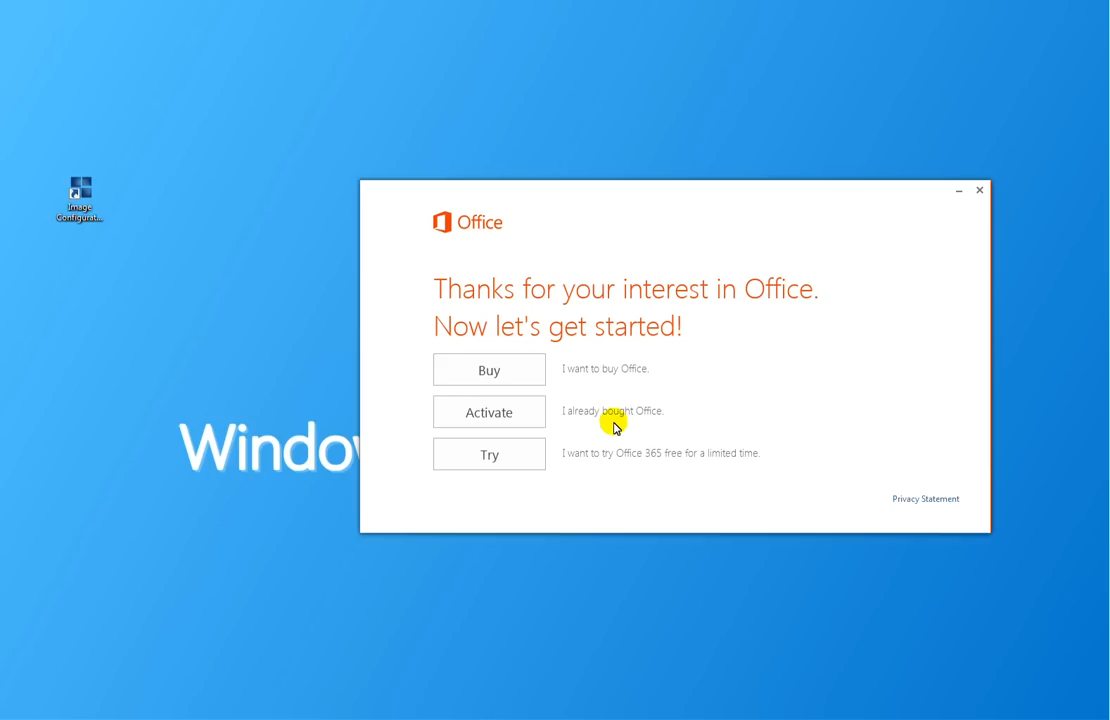 Image
Configurat...
Office
Thanks for your interest in Office.
Now let's get started!
Buy
I want to buy Office.
Activate
I already bought Office.
Try
I want to try Office 365 free for a limited time.
Privacy Statement
Window